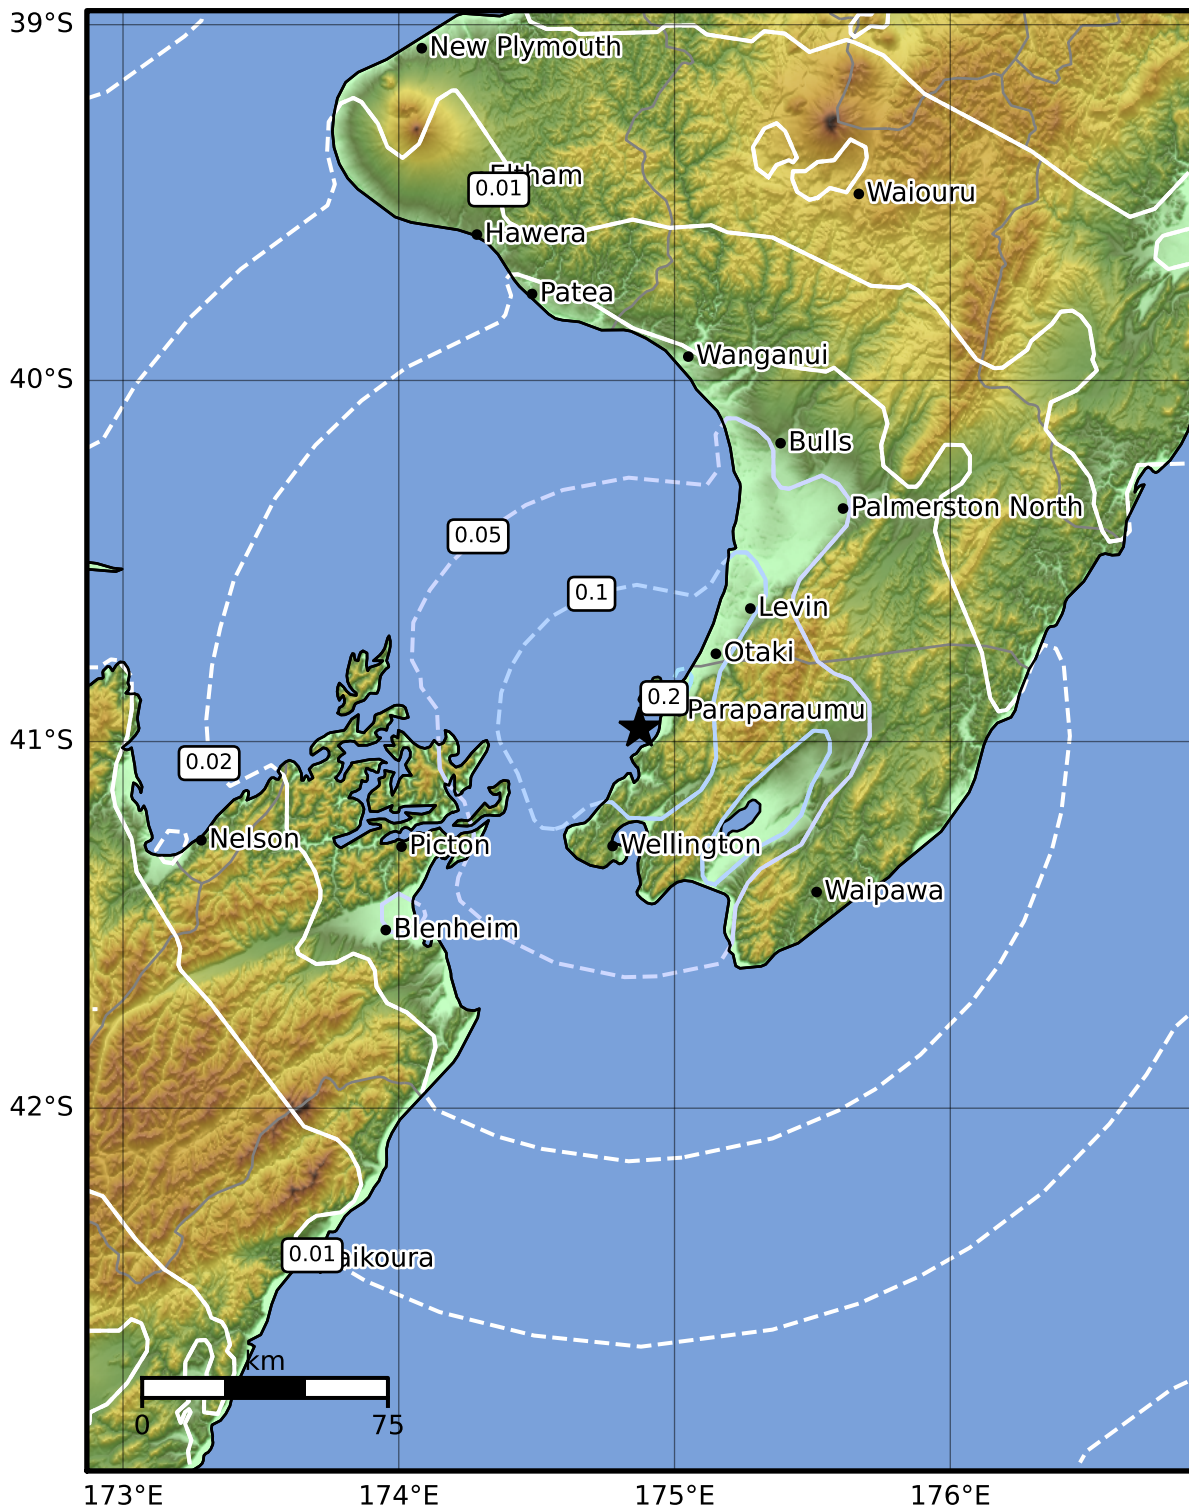 39°S
New Plymouth
Eltham
0.01
Waiouru
Hawera
Patea
Wanganui
40°S
Bulls
Palmerston North
0.05
0.1
Levin
Otaki
0.2
Paraparaumu
41°S
0.02
Nelson
Picton
Wellington
Waipawa
Blenheim
42°S
0.01
aikoura
km
0
75
173°E
174°E
175°E
176°E